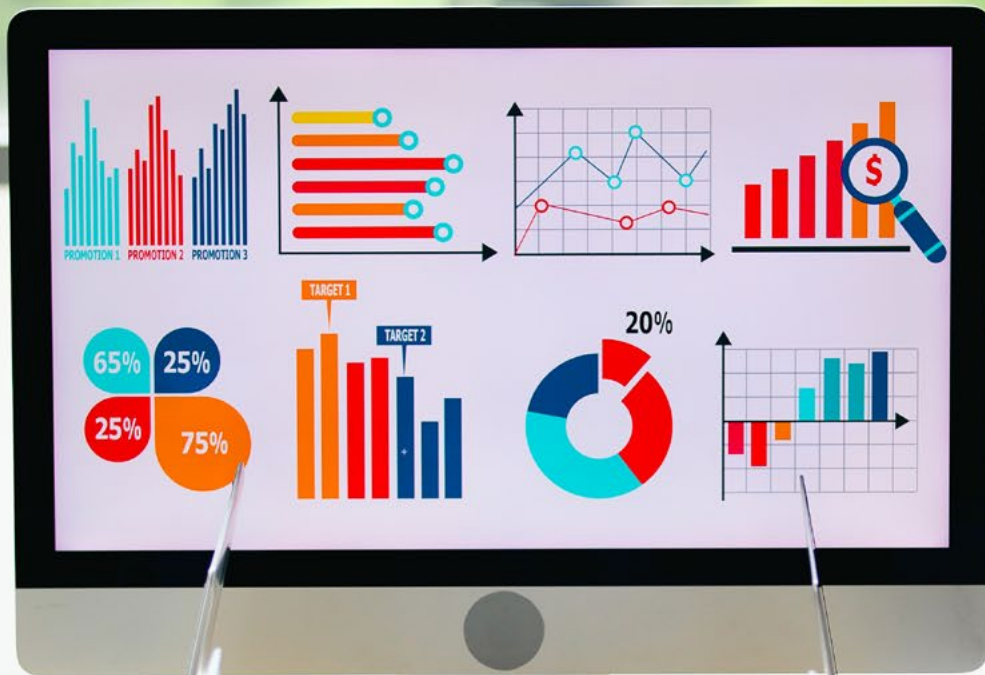 PROMOTION 1 PROMOTION 2 PROMOTION 3
$
TARGET 1
TARGET 2
20%
65% 25%
25% 75%